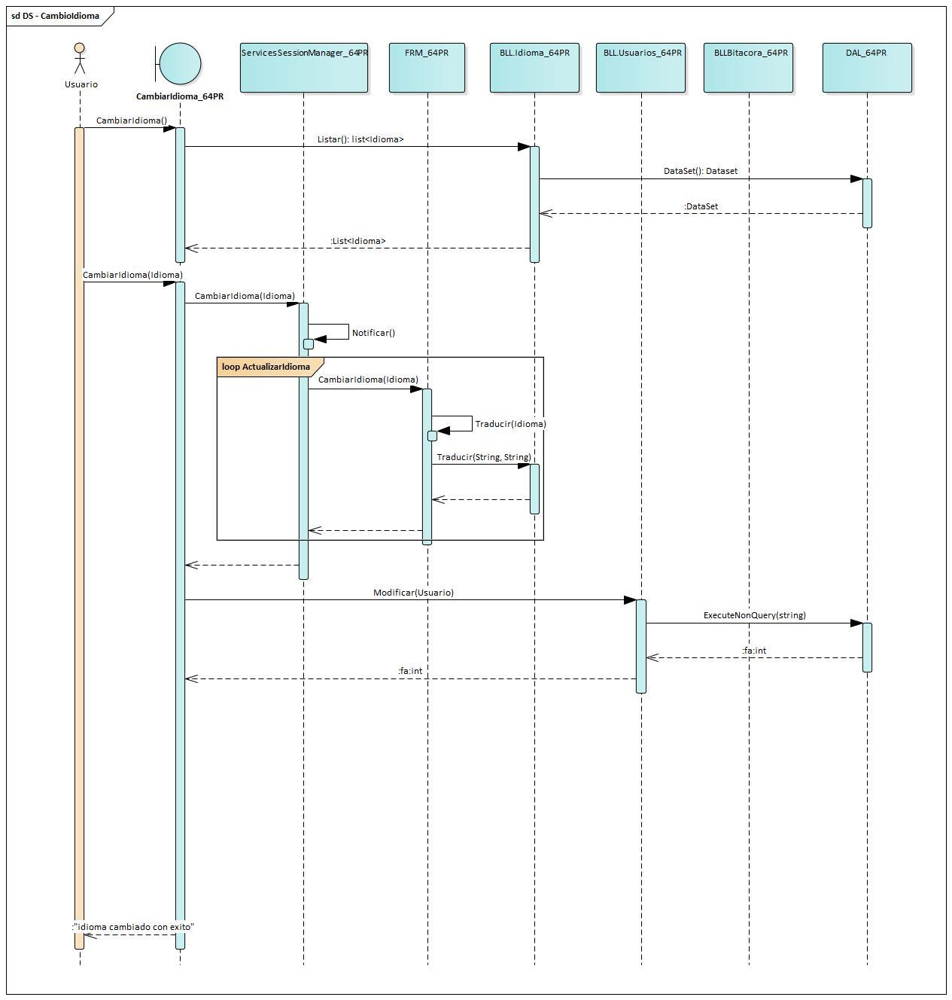 sd DS - CambioIdioma
Usuario
CambiarIdioma_64PR
ServicesSessionManager_64PR
FRM_64PR
BLL.Idioma_64PR
BLL.Usuarios_64PR
BLLBitacora_64PR
DAL_64PR
CambiarIdioma()
Listar(): list<Idioma>
DataSet(): Dataset
:DataSet
:List<Idioma>
CambiarIdioma(Idioma)
CambiarIdioma(Idioma)
Notificar()
loop ActualizarIdioma
CambiarIdioma(Idioma)
Traducir(Idioma)
Traducir(String, String)
Modificar(Usuario)
ExecuteNonQuery(string)
:fa:int
:fa:int
:"idioma cambiado con exito"